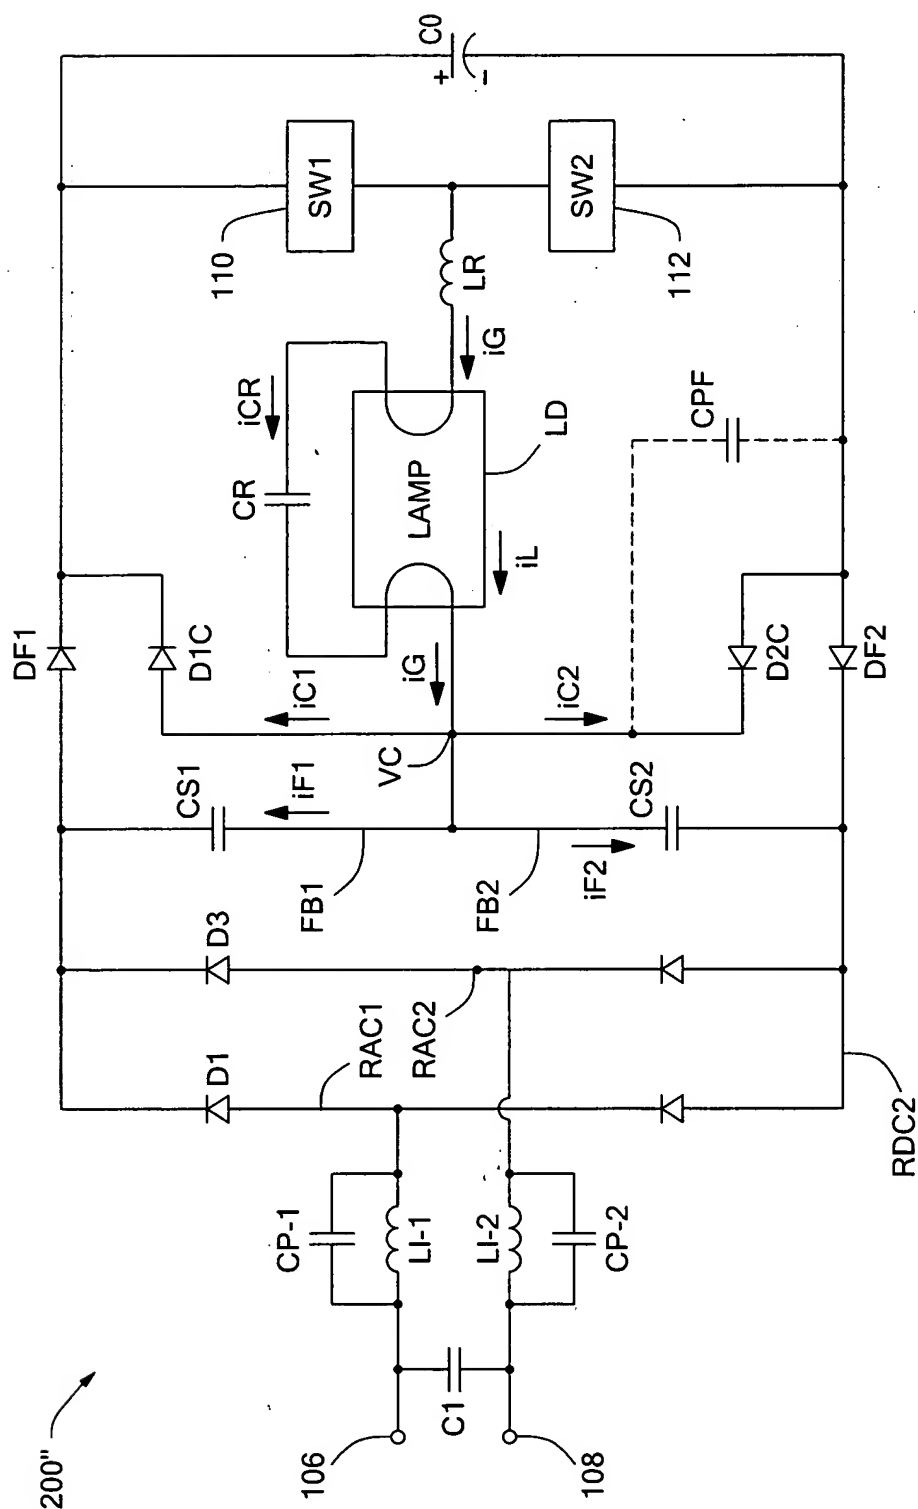 200"
106
108
C1
CP-1
LI-1
LI-2
CP-2
D1
RAC1
D3
RAC2
RDC2
CS1
iF1
FB1
FB2
iF2
CS2
VC
DF1
D1C
iC1
iG
iC2
D2C
DF2
CR
iCR
LAMP
iL
LD
CPF
iG
LR
110
SW1
SW2
112
+
-
C0